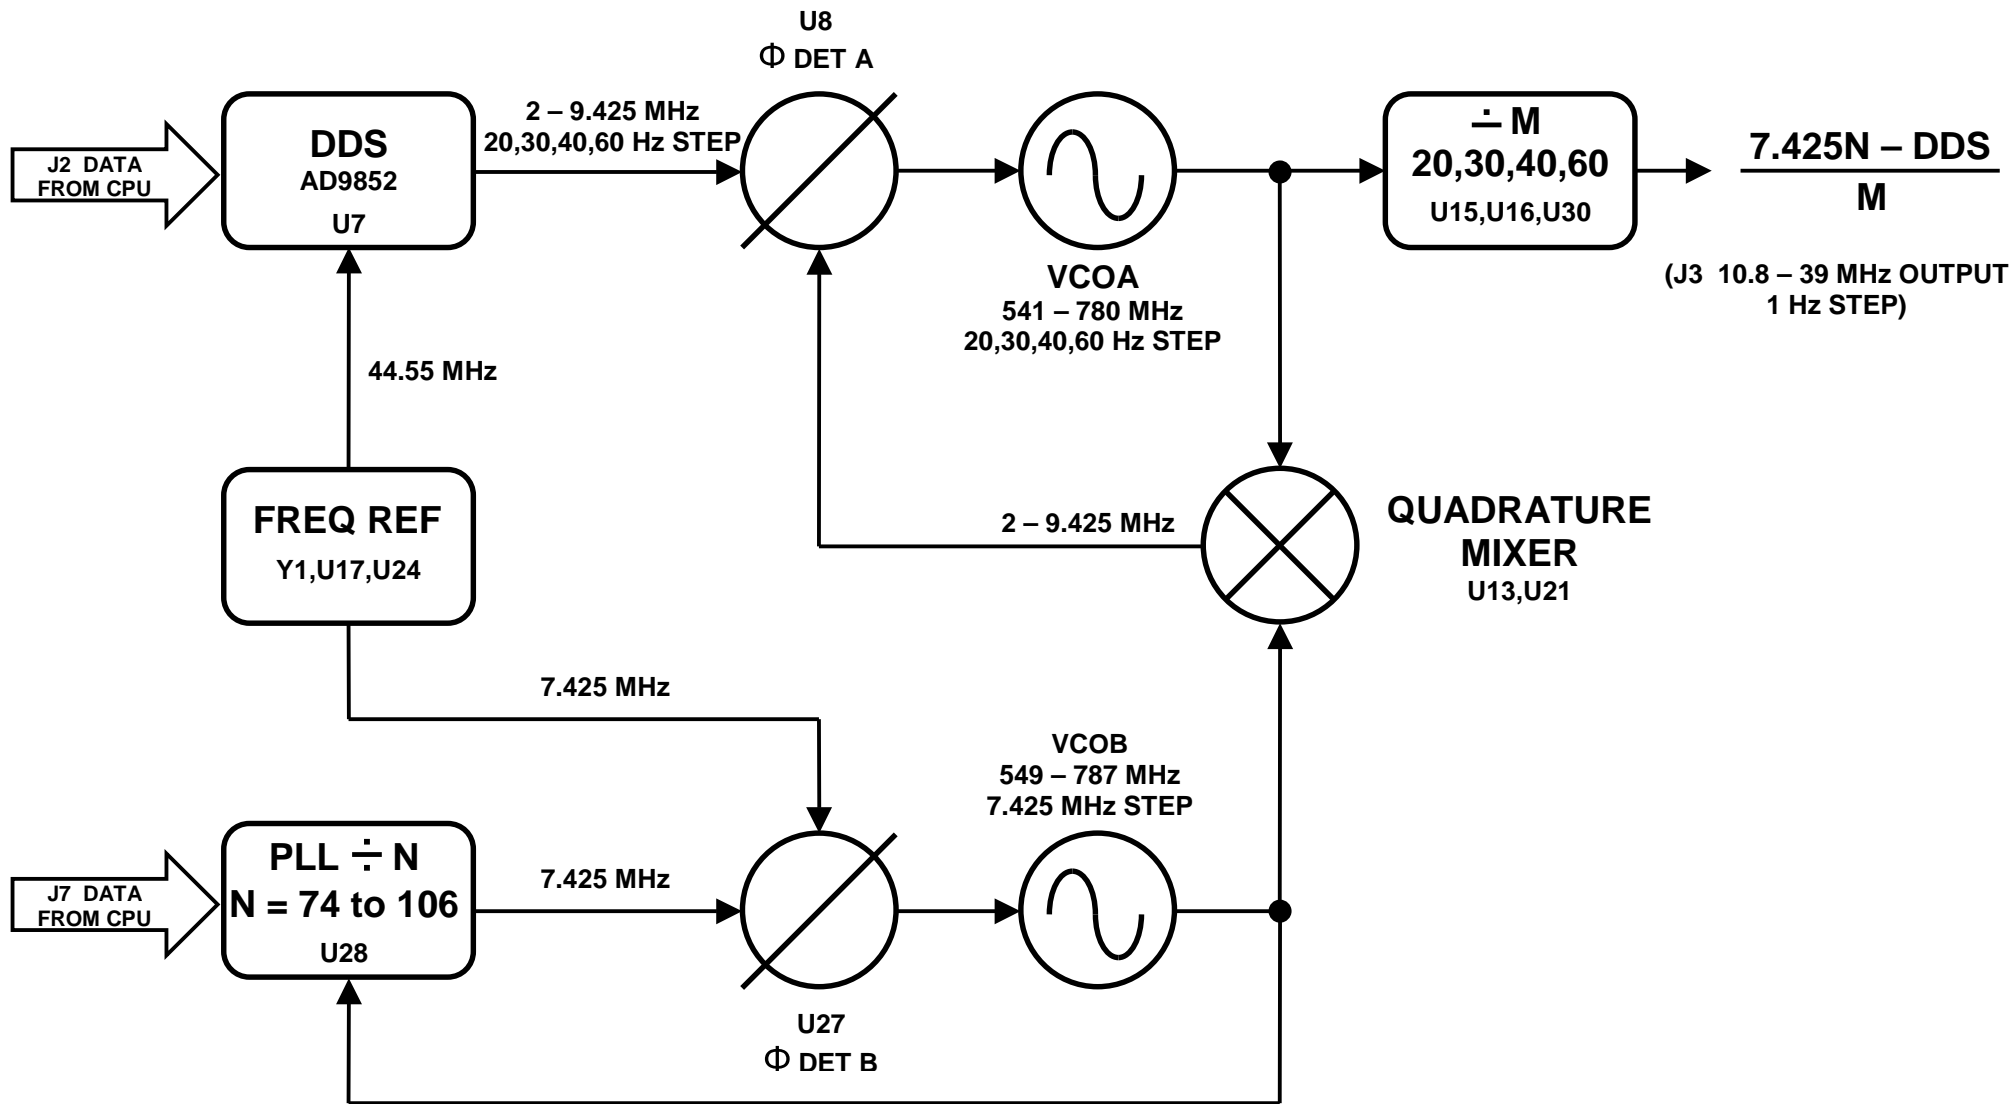 U8
Φ DET A
J2 DATA
FROM CPU
DDS
AD9852
U7
2 – 9.425 MHz
20,30,40,60 Hz STEP
VCOA
541 – 780 MHz
20,30,40,60 Hz STEP
÷ M
20,30,40,60
U15,U16,U30
7.425N – DDS
M
(J3 10.8 – 39 MHz OUTPUT
1 Hz STEP)
44.55 MHz
FREQ REF
Y1,U17,U24
2 – 9.425 MHz
QUADRATURE
MIXER
U13,U21
7.425 MHz
VCOB
549 – 787 MHz
7.425 MHz STEP
J7 DATA
FROM CPU
PLL ÷ N
N = 74 to 106
U28
7.425 MHz
U27
Φ DET B